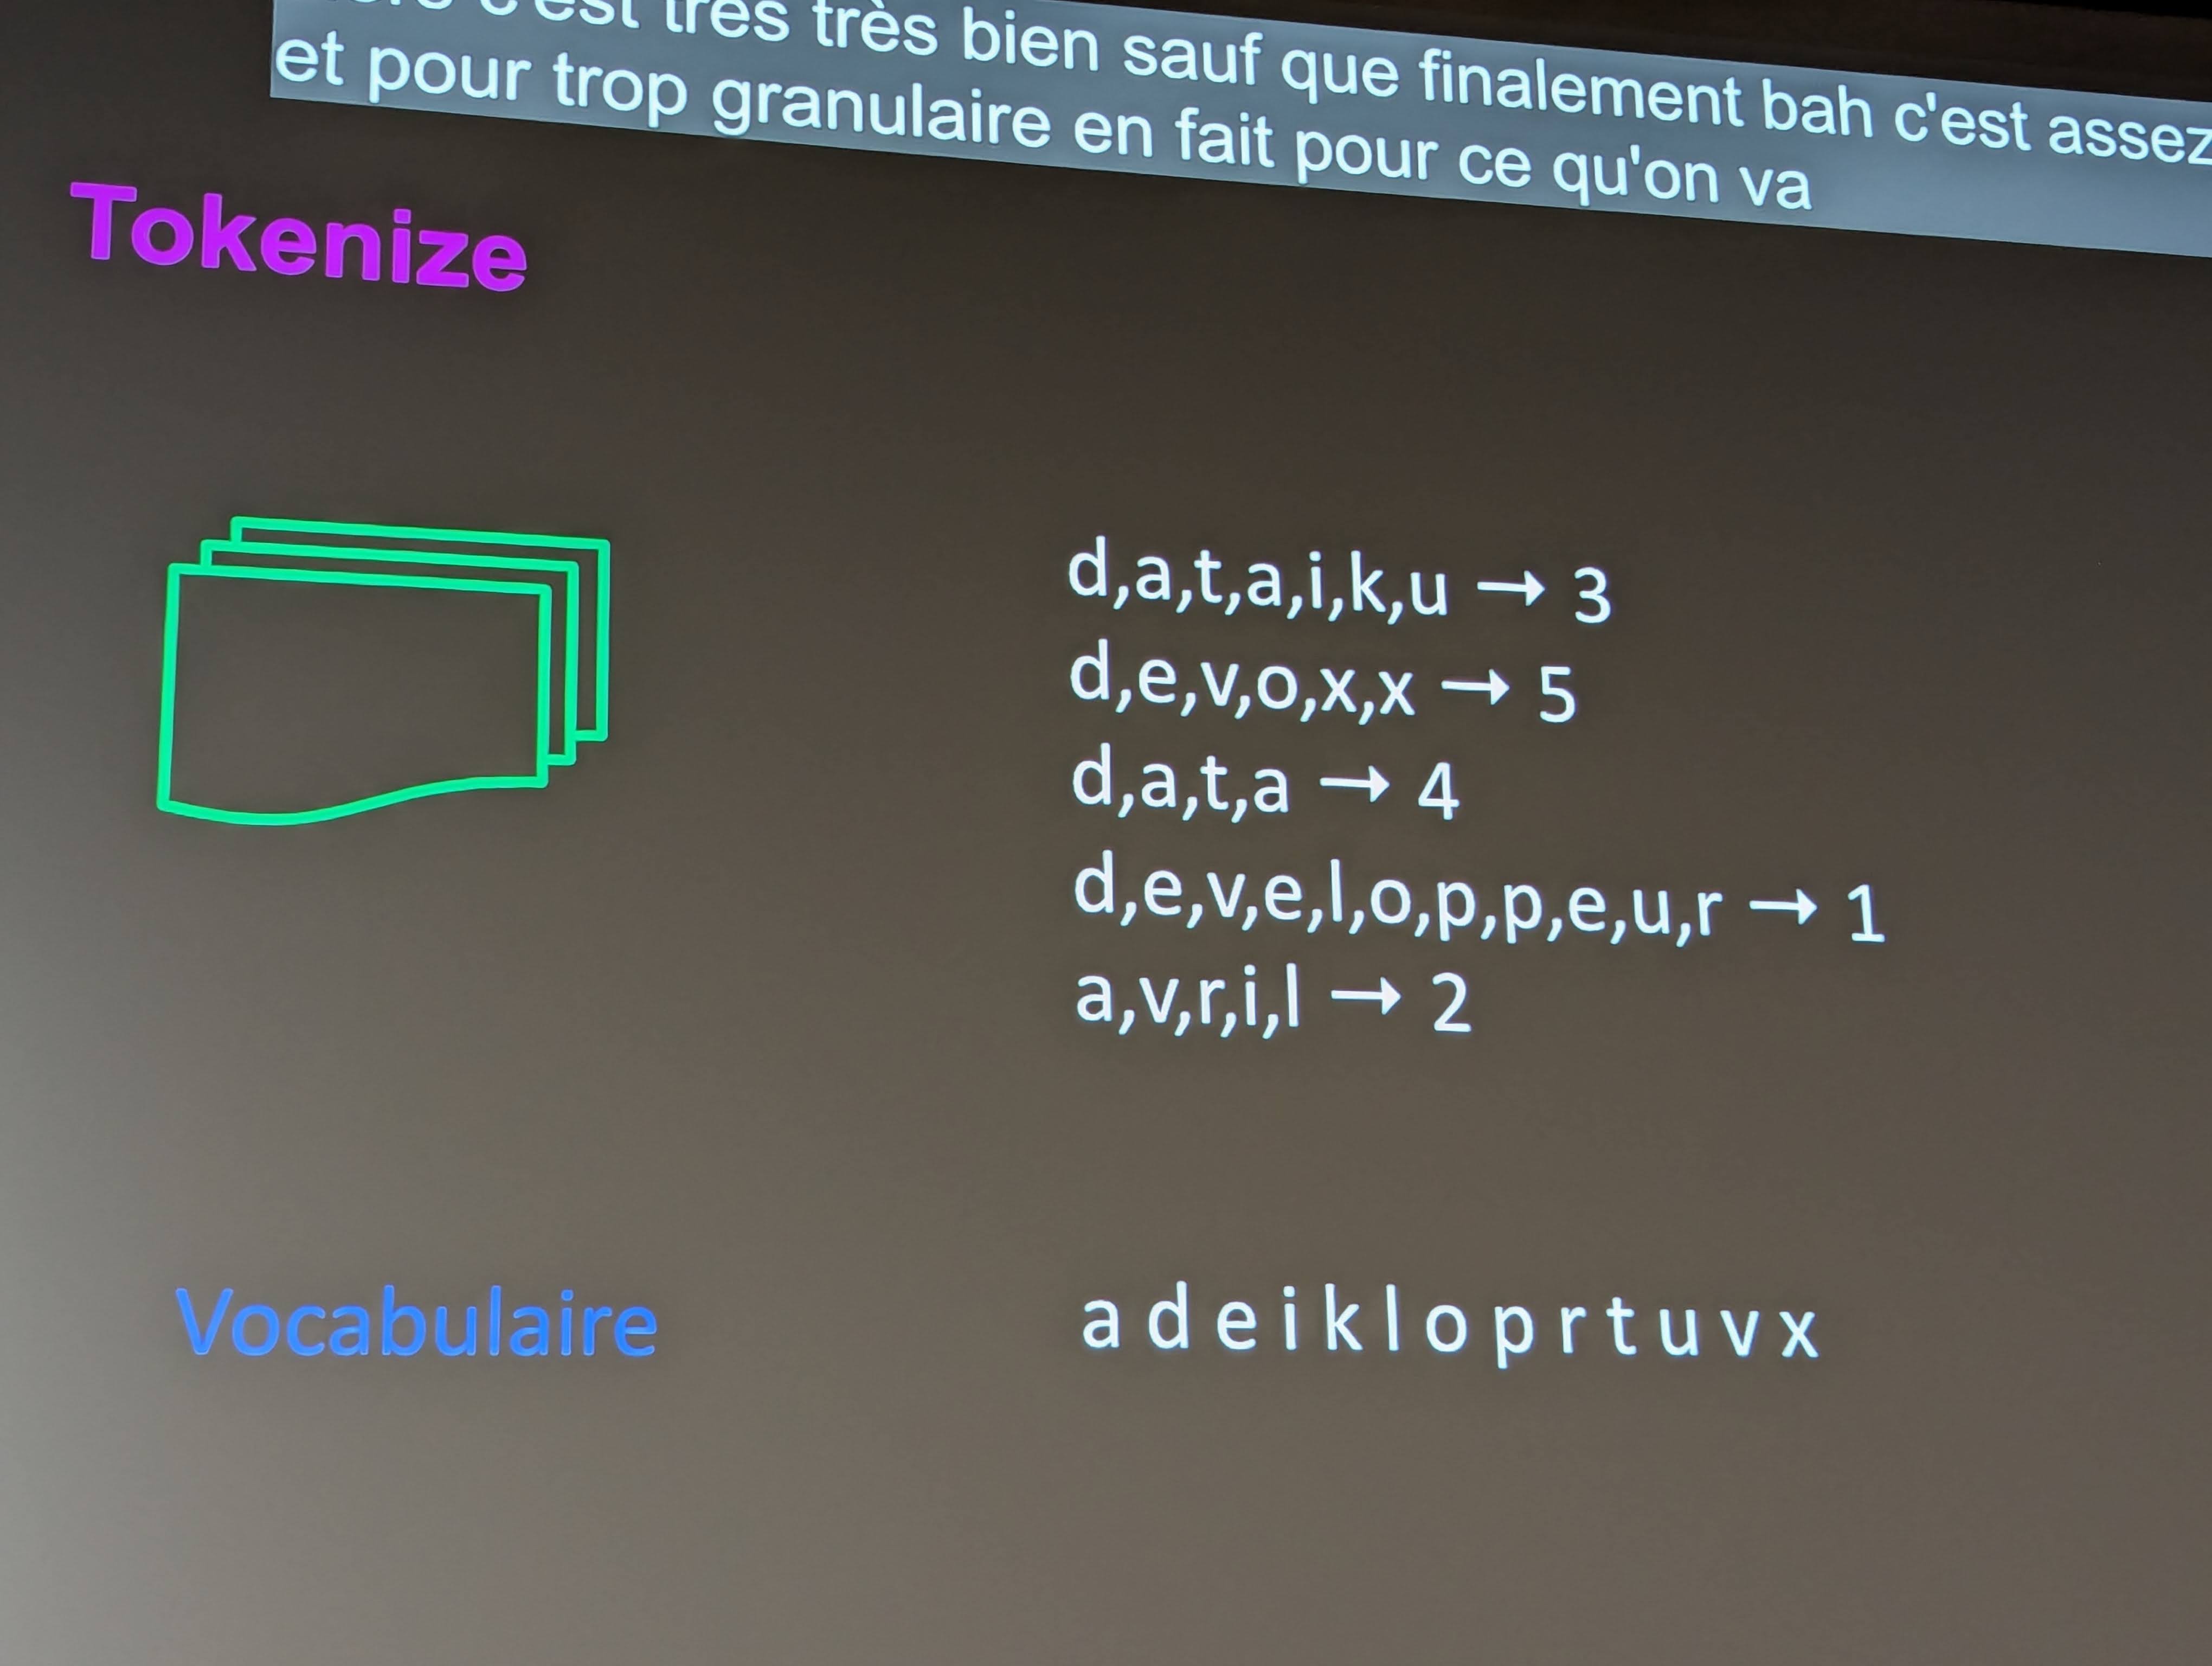 c'est très très bien sauf que finalement bah c'est assez
et pour trop granulaire en fait pour ce qu'on va
Tokenize
d,a,t,a,i,k,u → 3
d,e,v,o,x,x → 5
d,a,t,a → 4
d,e,v,e,l,o,p,p,e,u,r → 1
a,v,r,i,l → 2
Vocabulaire
a d e i k l o p r t u v x